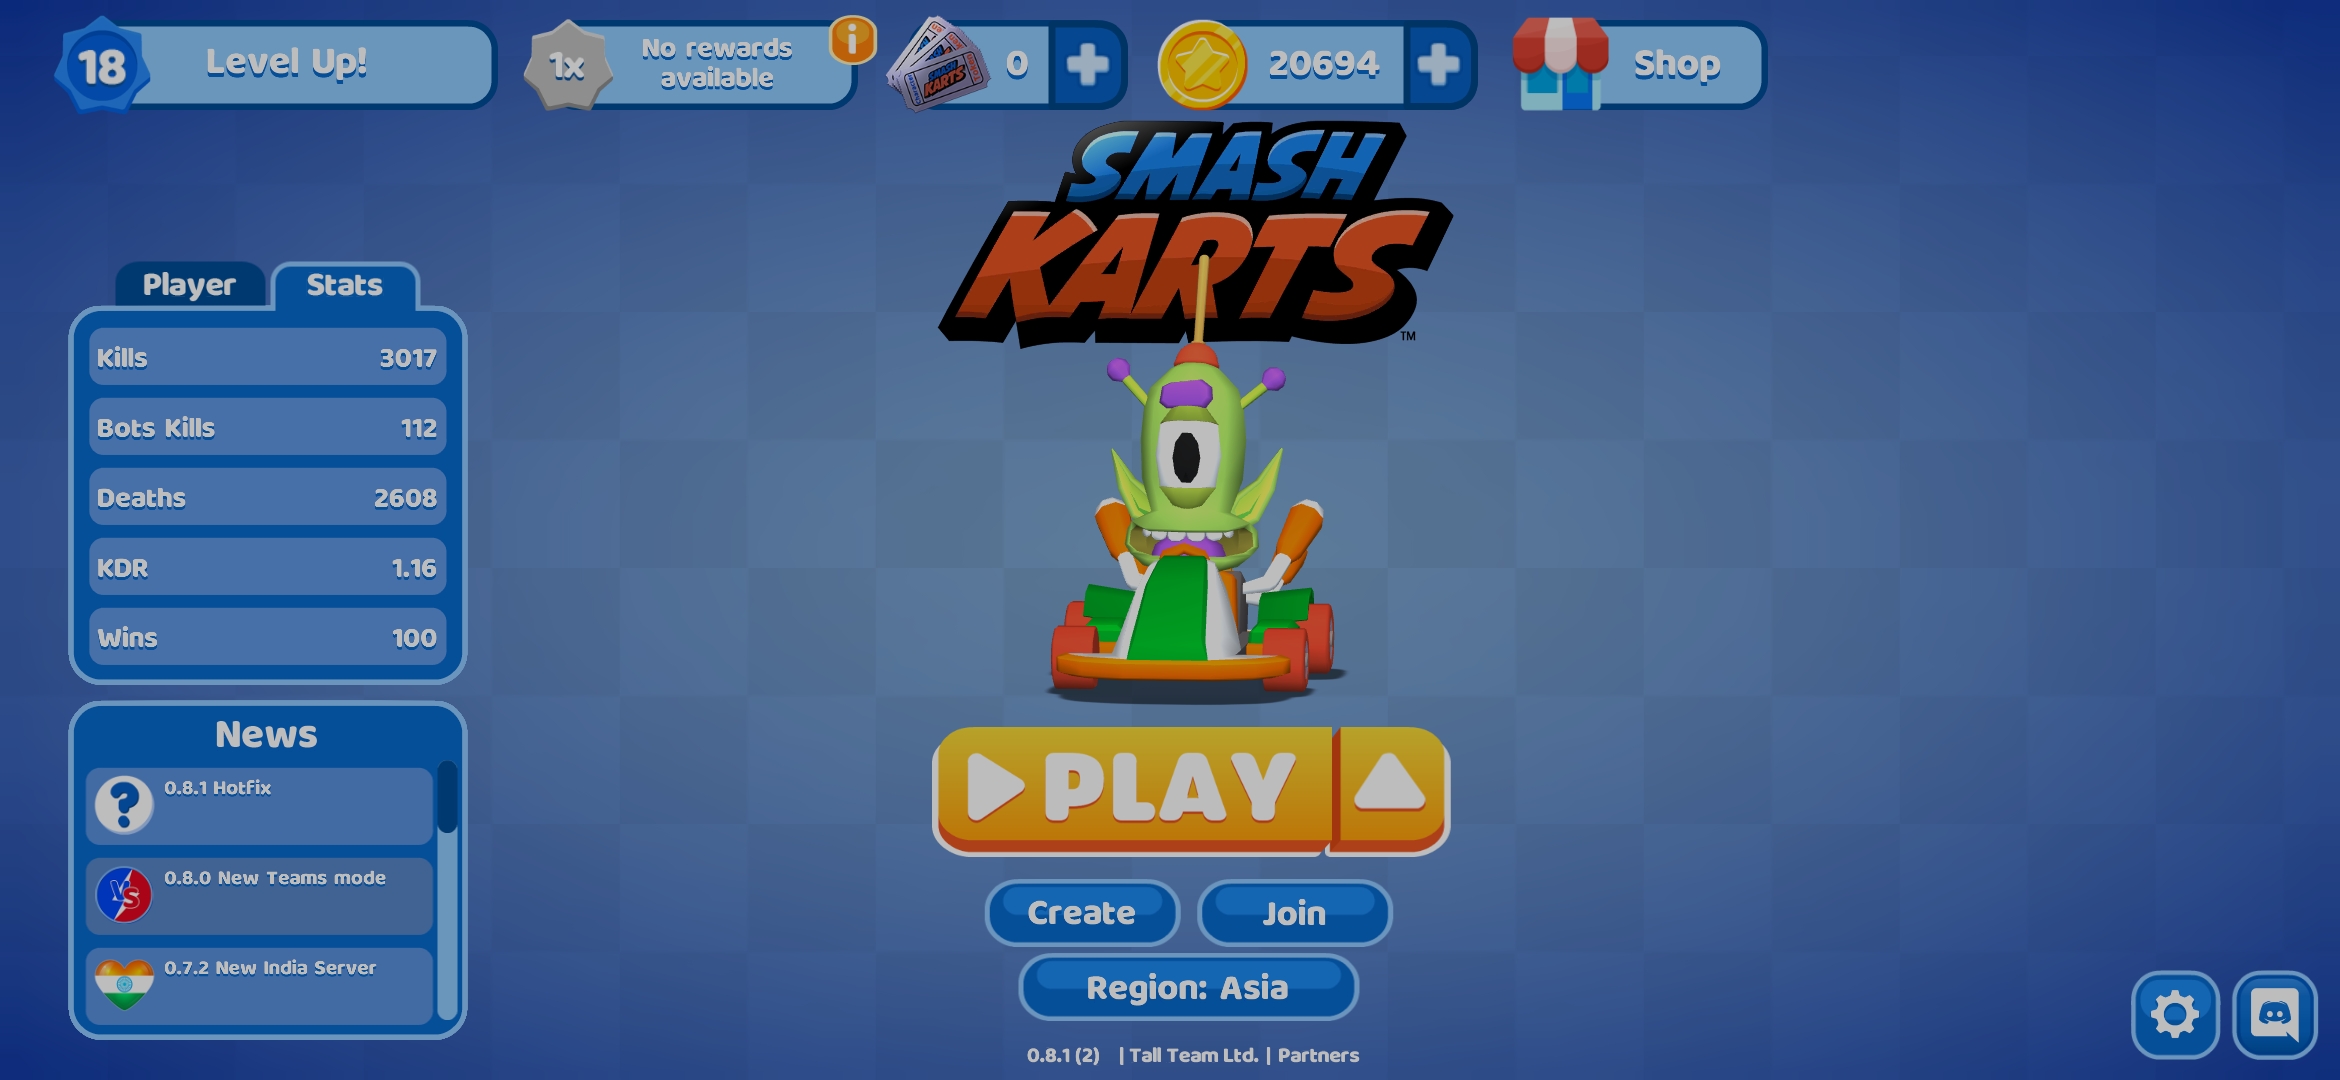 18
Level Up!
1x
No rewards
available
0
20694
Shop
SMASH
KARTS
TM
Player
Stats
Kills
3017
Bots Kills
112
Deaths
2608
KDR
1.16
Wins
100
News
0.8.1 Hotfix
VS
0.8.0 New Teams mode
0.7.2 New India Server
PLAY
Create
Join
Region: Asia
0.8.1 (2) | Tall Team Ltd. | Partners